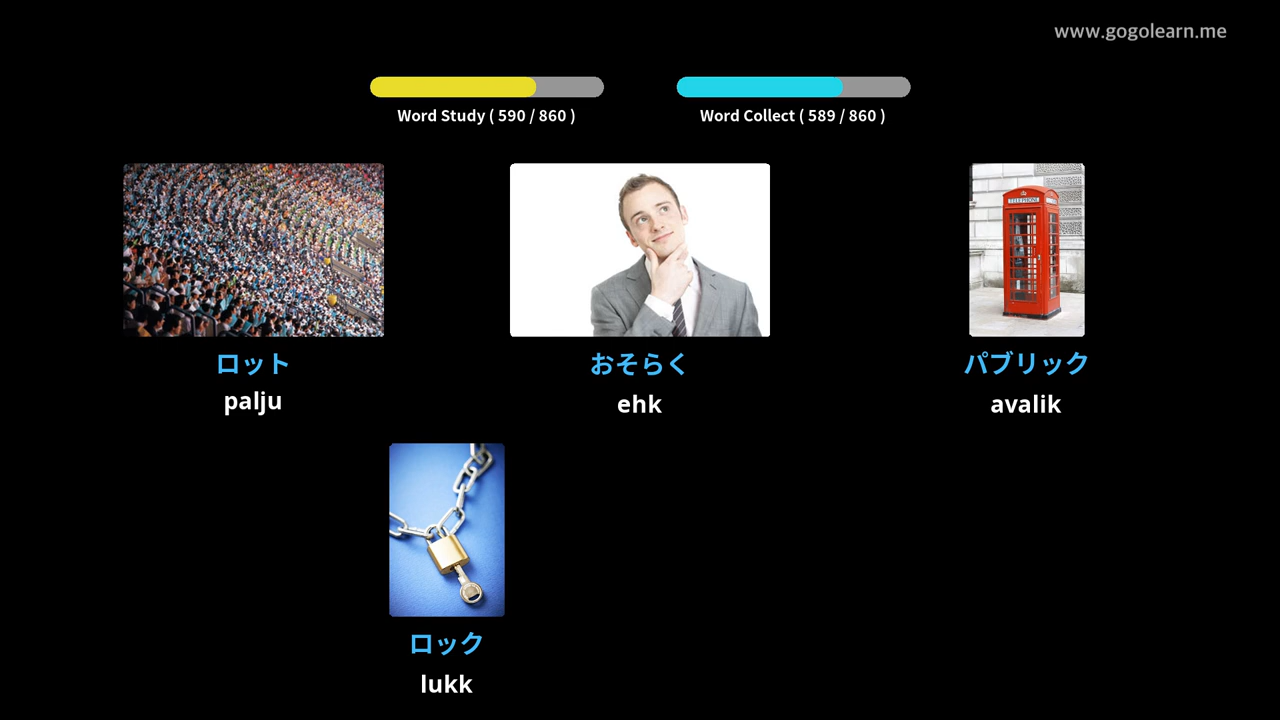 www.gogolearn.me
Word Study ( 590 / 860 )
Word Collect ( 589 / 860 )
TELEPHONE
ロット
palju
おそらく
ehk
パブリック
avalik
ロック
lukk